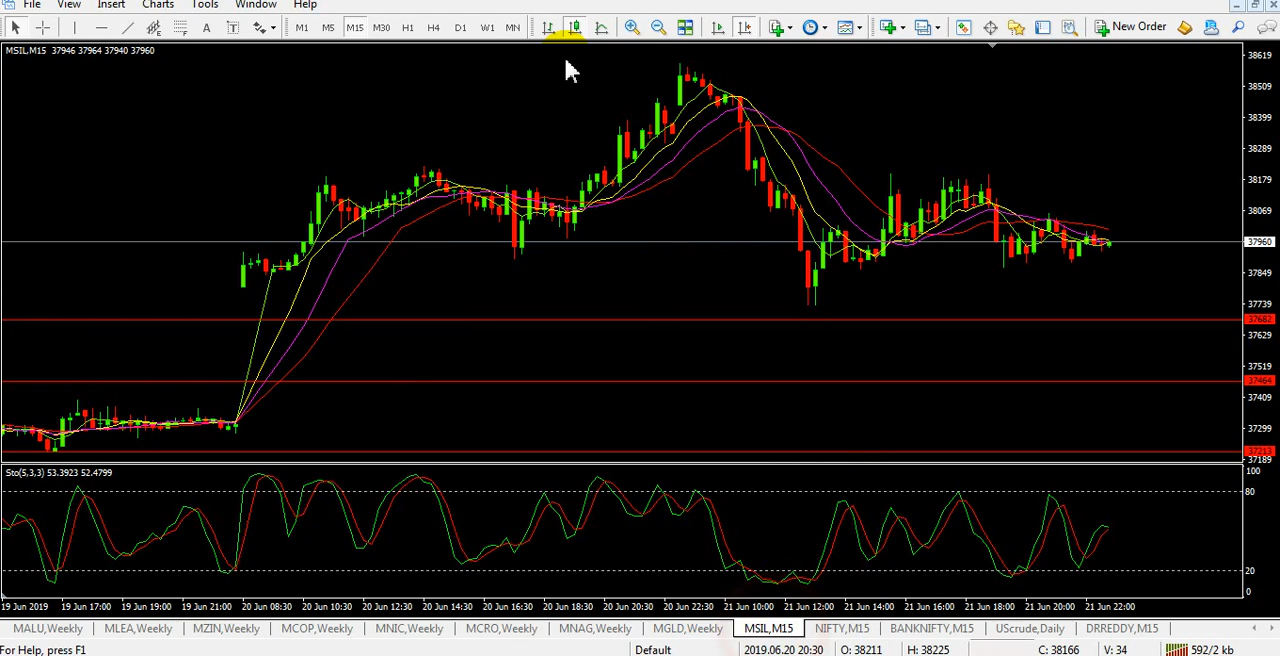 File View Insert Charts Tools Window Help
A T M1 M5 M15 M30 H1 H4 D1 W1 MN New Order
MSIL,M15 37946 37964 37940 37960
38619
38509
38399
38289
38179
38069
37960
37849
37739
37682
37629
37519
37464
37409
37299
37189
Sto(5,3,3) 53.3923 52.4799
100
80
20
0
19 Jun 2019 19 Jun 17:00 19 Jun 19:00 19 Jun 21:00 20 Jun 08:30 20 Jun 10:30 20 Jun 12:30 20 Jun 14:30 20 Jun 16:30 20 Jun 18:30 20 Jun 20:30 20 Jun 22:30 21 Jun 10:00 21 Jun 12:00 21 Jun 14:00 21 Jun 16:00 21 Jun 18:00 21 Jun 20:00 21 Jun 22:00
MALU,Weekly MLEA,Weekly MZIN,Weekly MCOP,Weekly MNIC,Weekly MCRO,Weekly MNAG,Weekly MGLD,Weekly MSIL,M15 NIFTY,M15 BANKNIFTY,M15 UScrude,Daily DRREDDY,M15
For Help, press F1 Default 2019.06.20 20:30 O: 38211 H: 38225 C: 38166 V: 34 592/2 kb